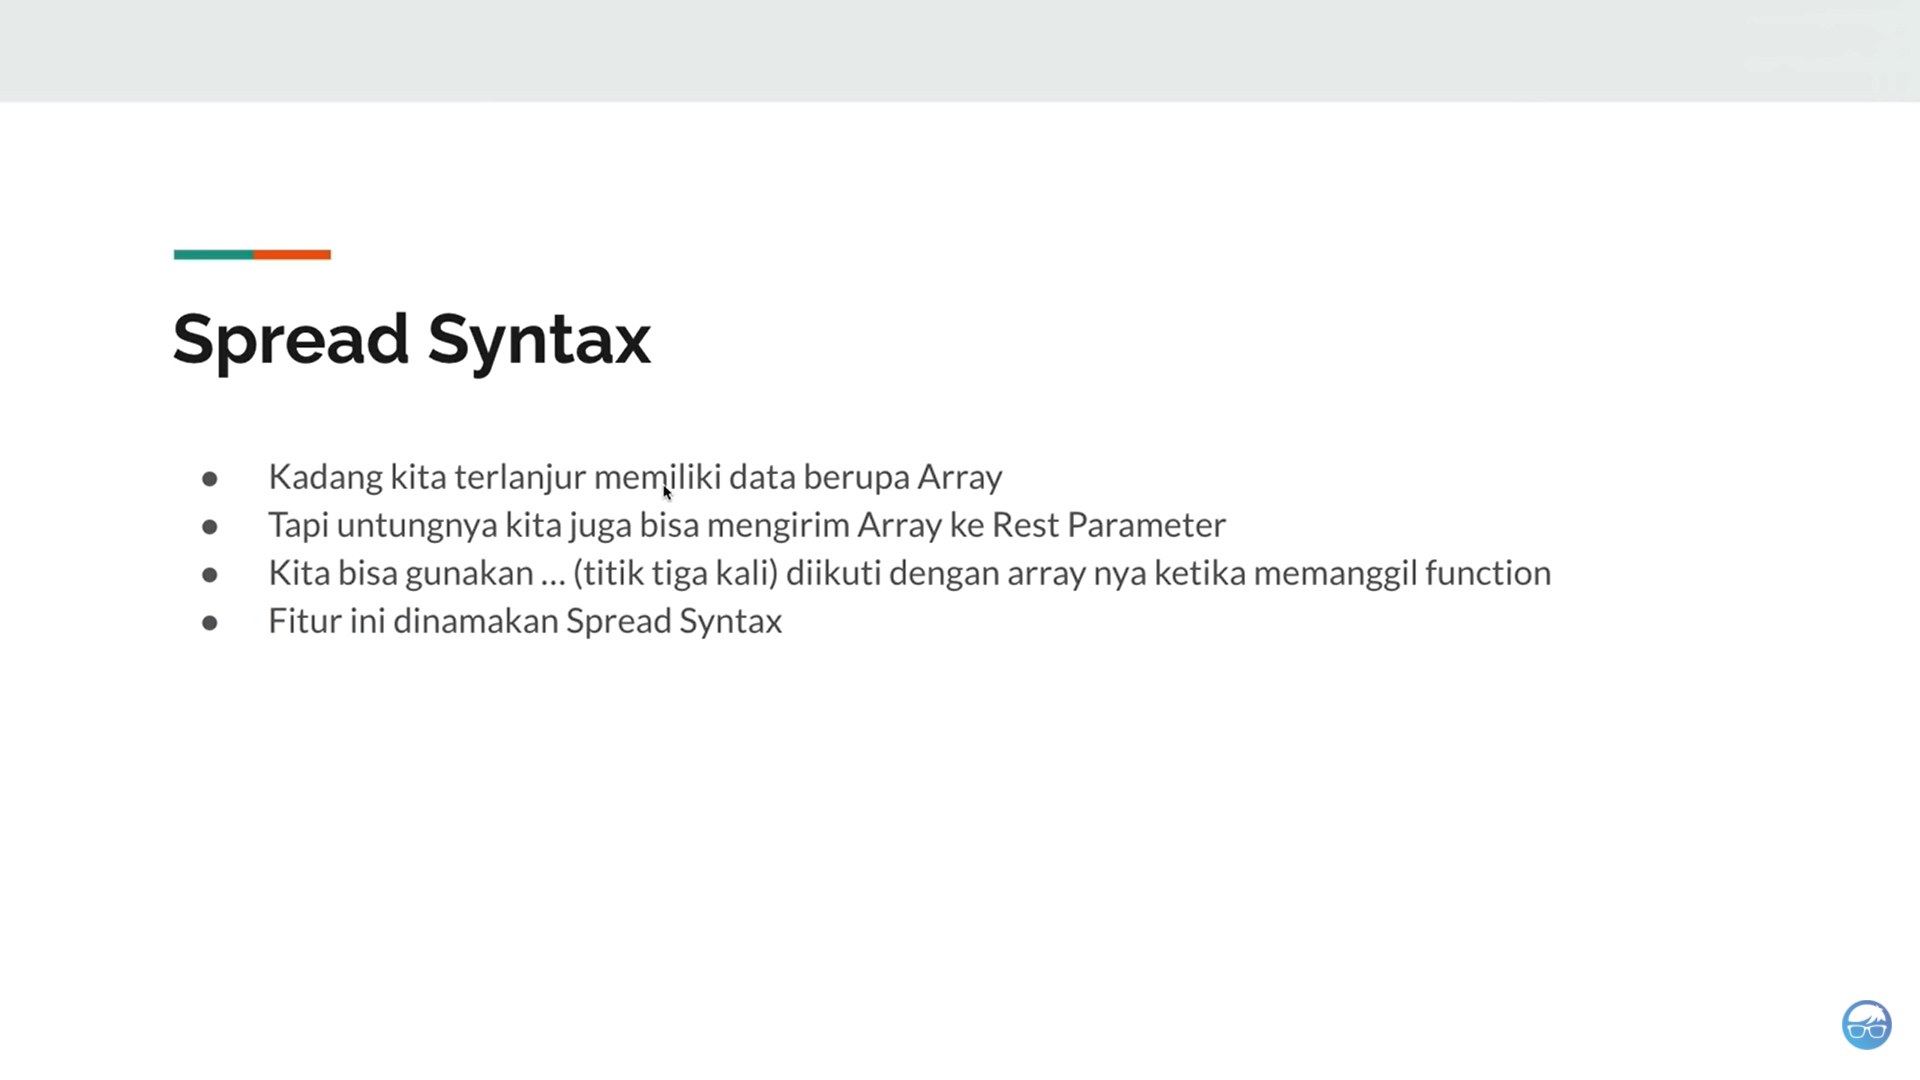 Spread Syntax
● Kadang kita terlanjur memiliki data berupa Array
● Tapi untungnya kita juga bisa mengirim Array ke Rest Parameter
● Kita bisa gunakan ... (titik tiga kali) diikuti dengan array nya ketika memanggil function
● Fitur ini dinamakan Spread Syntax